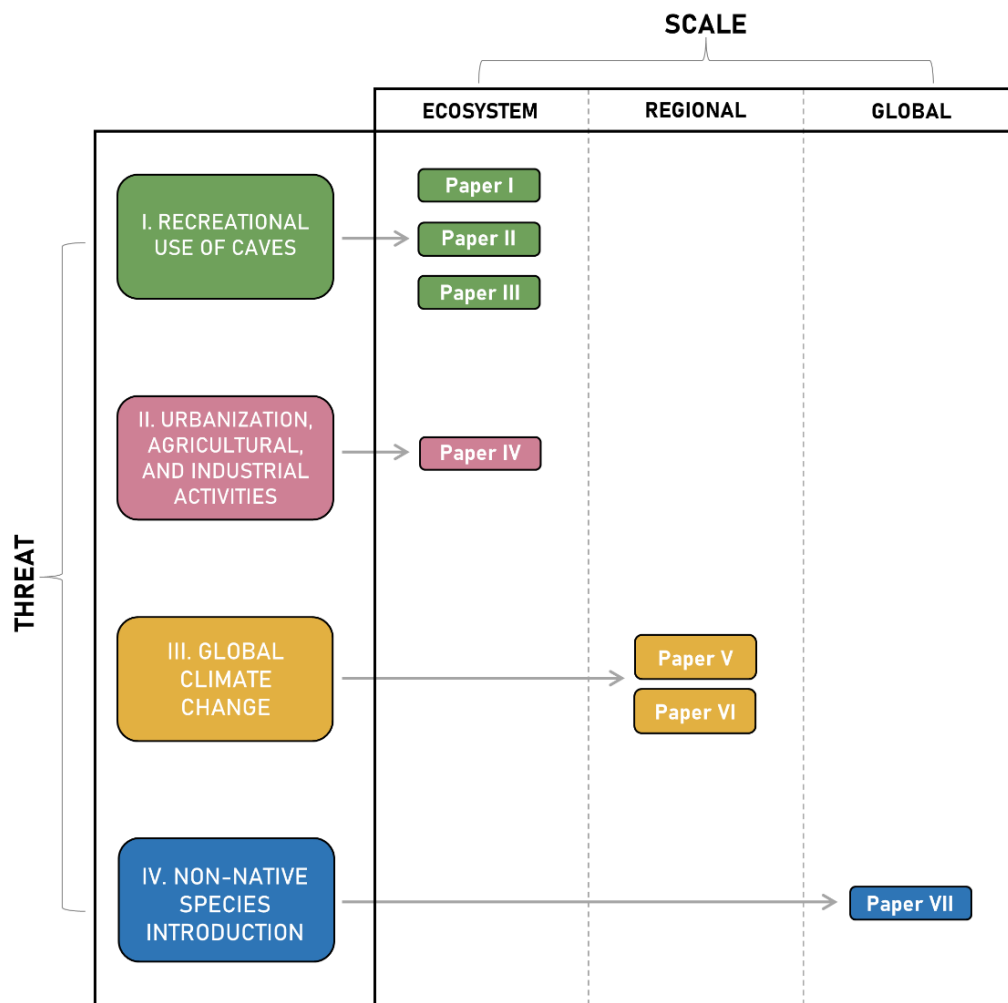 SCALE
ECOSYSTEM
REGIONAL
GLOBAL
THREAT
I. RECREATIONAL
USE OF CAVES
Paper I
Paper II
Paper III
II. URBANIZATION,
AGRICULTURAL,
AND INDUSTRIAL
ACTIVITIES
Paper IV
III. GLOBAL
CLIMATE
CHANGE
Paper V
Paper VI
IV. NON-NATIVE
SPECIES
INTRODUCTION
Paper VII